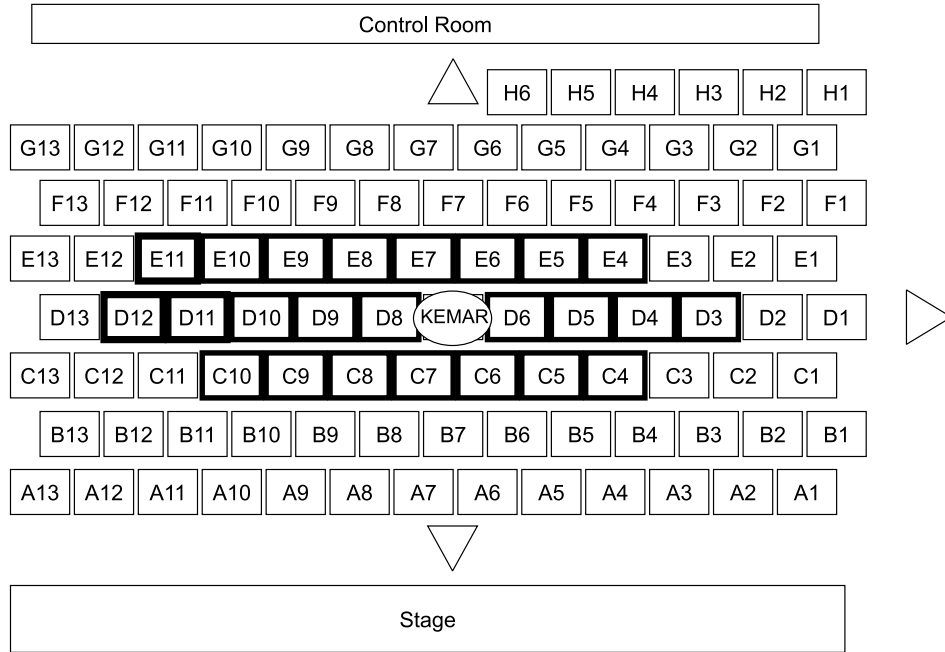 Control Room
H6 H5 H4 H3 H2 H1
G13 G12 G11 G10 G9 G8 G7 G6 G5 G4 G3 G2 G1
F13 F12 F11 F10 F9 F8 F7 F6 F5 F4 F3 F2 F1
E13 E12 E11 E10 E9 E8 E7 E6 E5 E4 E3 E2 E1
D13 D12 D11 D10 D9 D8 KEMAR D6 D5 D4 D3 D2 D1
C13 C12 C11 C10 C9 C8 C7 C6 C5 C4 C3 C2 C1
B13 B12 B11 B10 B9 B8 B7 B6 B5 B4 B3 B2 B1
A13 A12 A11 A10 A9 A8 A7 A6 A5 A4 A3 A2 A1
Stage